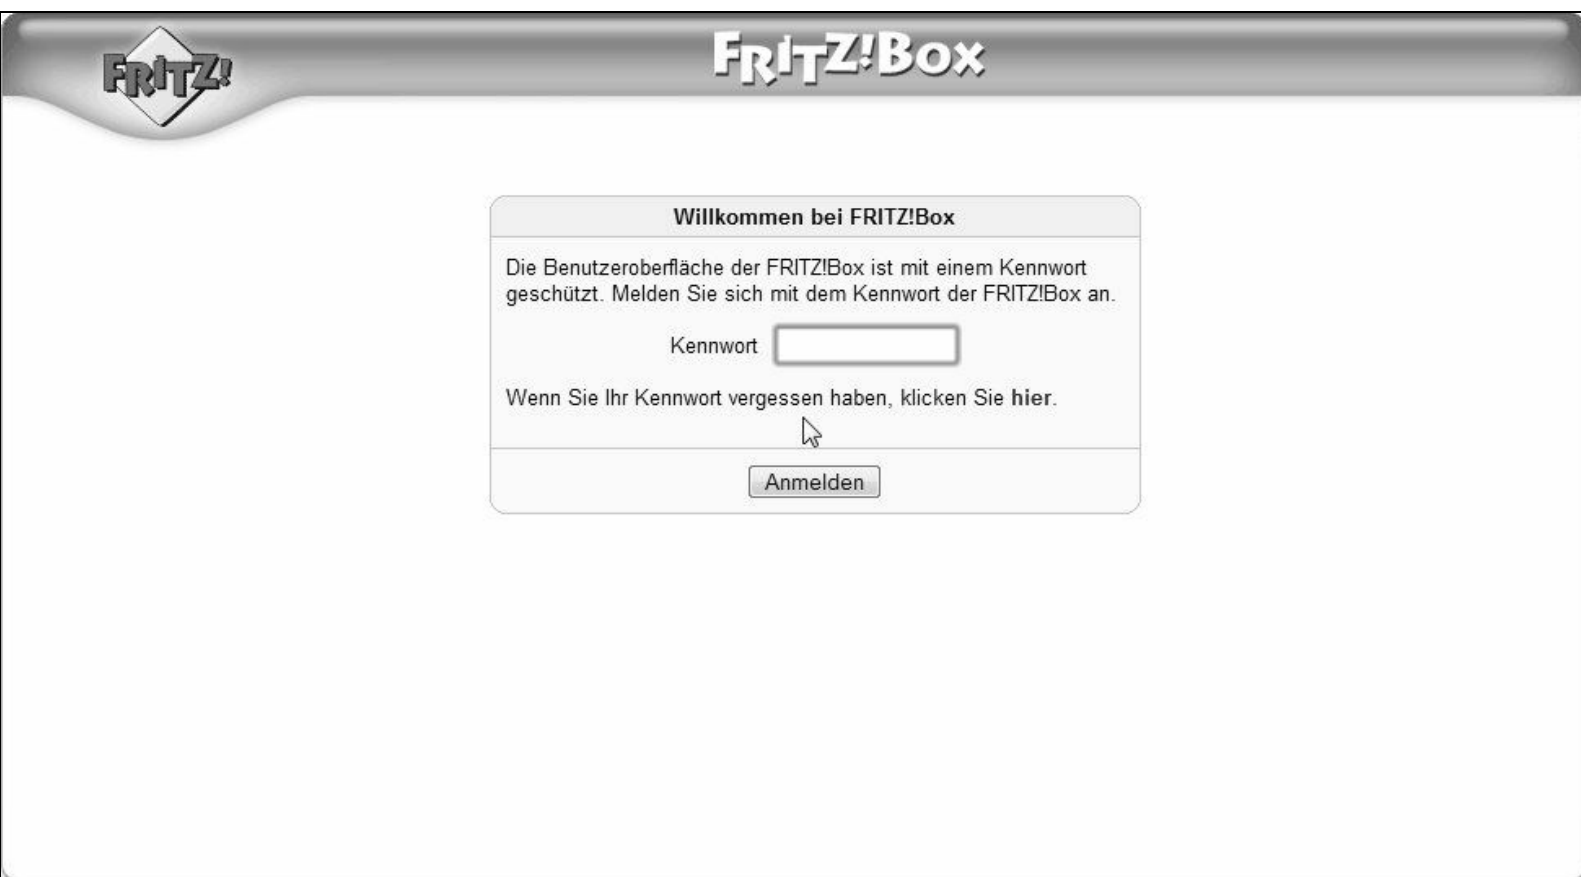 FRITZ!
FRITZ!Box
Willkommen bei FRITZ!Box
Die Benutzeroberfläche der FRITZ!Box ist mit einem Kennwort
geschützt. Melden Sie sich mit dem Kennwort der FRITZ!Box an.
Kennwort
Wenn Sie Ihr Kennwort vergessen haben, klicken Sie hier.
Anmelden